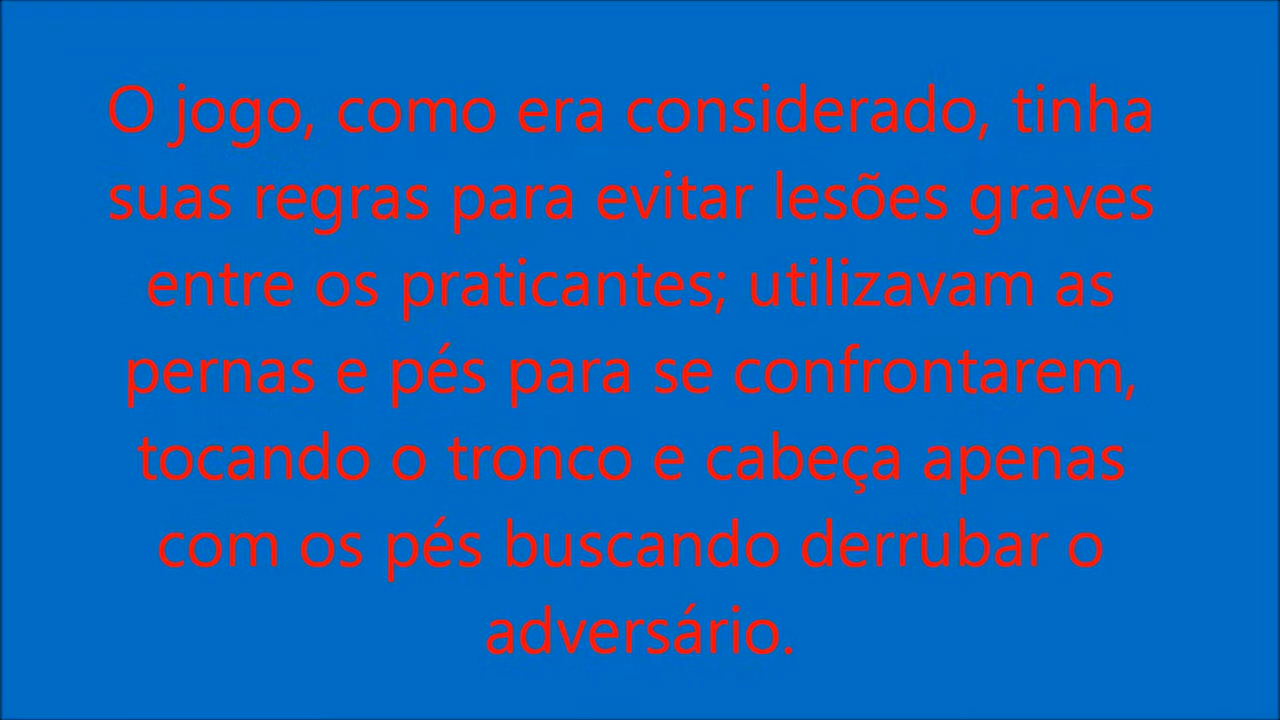 O jogo, como era considerado, tinha
suas regras para evitar lesões graves
entre os praticantes; utilizavam as
pernas e pés para se confrontarem,
tocando o tronco e cabeça apenas
com os pés buscando derrubar o
adversário.